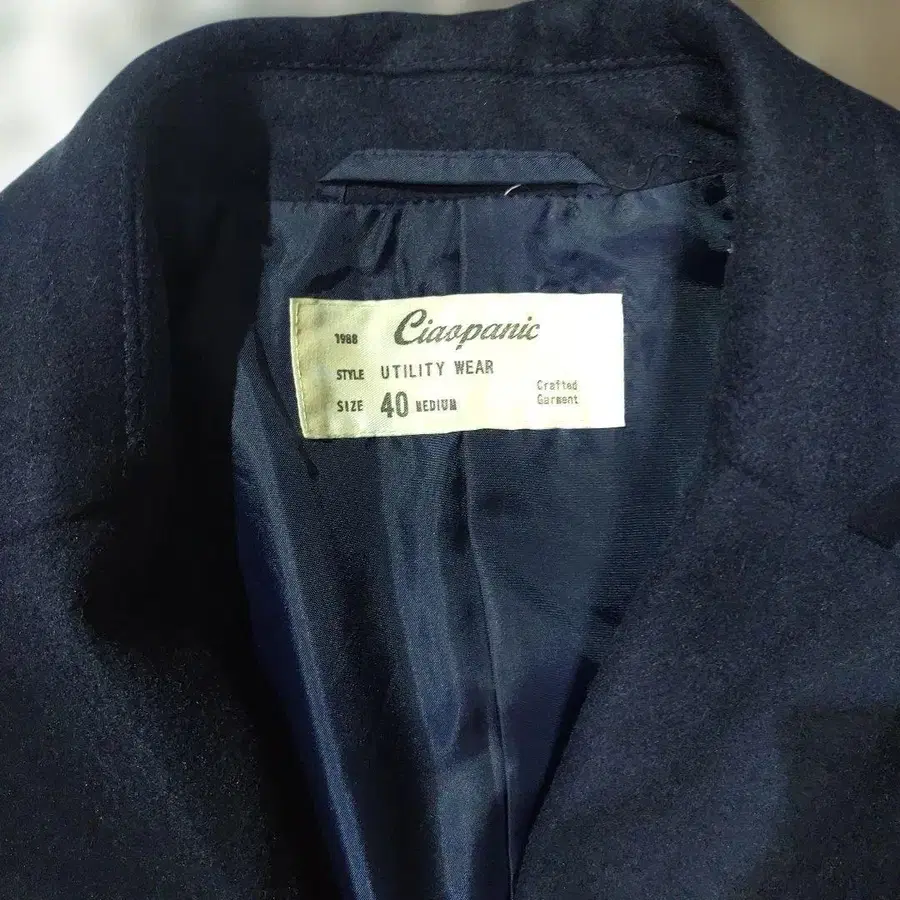 1988 Ciaopanic
STYLE UTILITY WEAR
SIZE 40 MEDIUM
Crafted
Garment